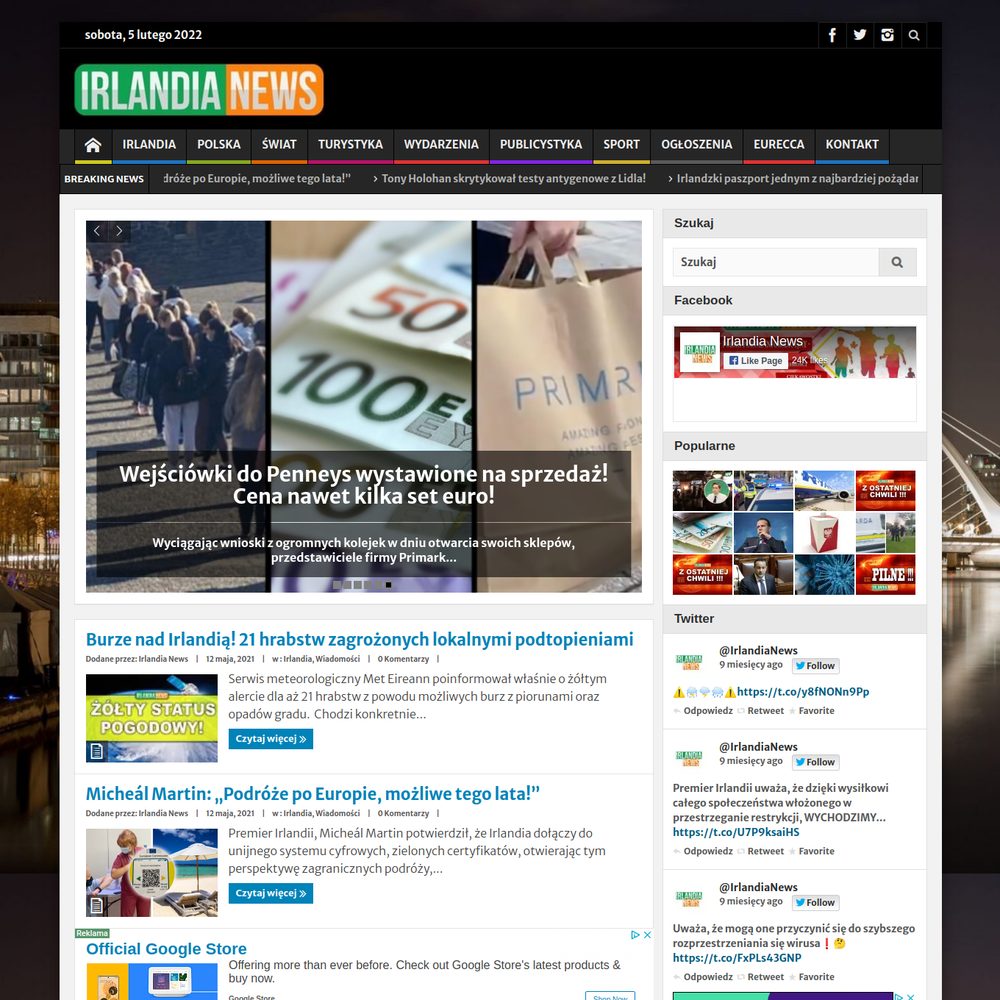 sobota, 5 lutego 2022
IRLANDIA NEWS
IRLANDIA POLSKA ŚWIAT TURYSTYKA WYDARZENIA PUBLICYSTYKA SPORT OGŁOSZENIA EURECCA KONTAKT
BREAKING NEWS dróże po Europie, możliwe tego lata!” › Tony Holohan skrytykował testy antygenowe z Lidla! › Irlandzki paszport jednym z najbardziej pożądar
50
100
EU
EY
PRIMR
AMAZING
Wejściówki do Penneys wystawione na sprzedaż!
Cena nawet kilka set euro!
Wyciągając wnioski z ogromnych kolejek w dniu otwarcia swoich sklepów,
przedstawiciele firmy Primark...
Burze nad Irlandią! 21 hrabstw zagrożonych lokalnymi podtopieniami
Dodane przez: Irlandia News | 12 maja, 2021 | w : Irlandia, Wiadomości | 0 Komentarzy |
IRLANDIA NEWS
ŻÓŁTY STATUS
POGODOWY!
Serwis meteorologiczny Met Eireann poinformował właśnie o żółtym
alercie dla aż 21 hrabstw z powodu możliwych burz z piorunami oraz
opadów gradu. Chodzi konkretnie...
Czytaj więcej »
Micheál Martin: „Podróże po Europie, możliwe tego lata!”
Dodane przez: Irlandia News | 12 maja, 2021 | w : Irlandia, Wiadomości | 0 Komentarzy |
Premier Irlandii, Micheál Martin potwierdził, że Irlandia dołączy do
unijnego systemu cyfrowych, zielonych certyfikatów, otwierając tym
perspektywę zagranicznych podróży,...
Czytaj więcej »
Reklama
Official Google Store
Offering more than ever before. Check out Google Store's latest products &
buy now.
Google Store
Shop Now
Szukaj
Szukaj
Facebook
IRLANDIA
NEWS
Irlandia News
Like Page
24K likes
Popularne
Z OSTATNIEJ
CHWILI !!!
Z OSTATNIEJ
CHWILI !!!
PILNE !!!
Twitter
@IrlandiaNews
9 miesięcy ago Follow
⚠️🌧️🌩️🌧️⚠️https://t.co/y8fNONn9Pp
Odpowiedz Retweet Favorite
@IrlandiaNews
9 miesięcy ago Follow
Premier Irlandii uważa, że dzięki wysiłkowi
całego społeczeństwa włożonego w
przestrzeganie restrykcji, WYCHODZIMY...
https://t.co/U7P9ksaiHS
Odpowiedz Retweet Favorite
@IrlandiaNews
9 miesięcy ago Follow
Uważa, że mogą one przyczynić się do szybszego
rozprzestrzeniania się wirusa❗🤔
https://t.co/FxPLs43GNP
Odpowiedz Retweet Favorite